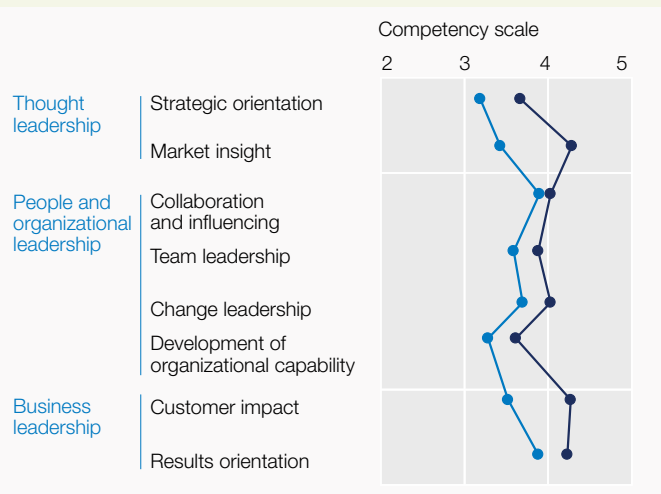 Competency scale
2 3 4 5
Thought
leadership
Strategic orientation
Market insight
People and
organizational
leadership
Collaboration
and influencing
Team leadership
Change leadership
Development of
organizational capability
Business
leadership
Customer impact
Results orientation